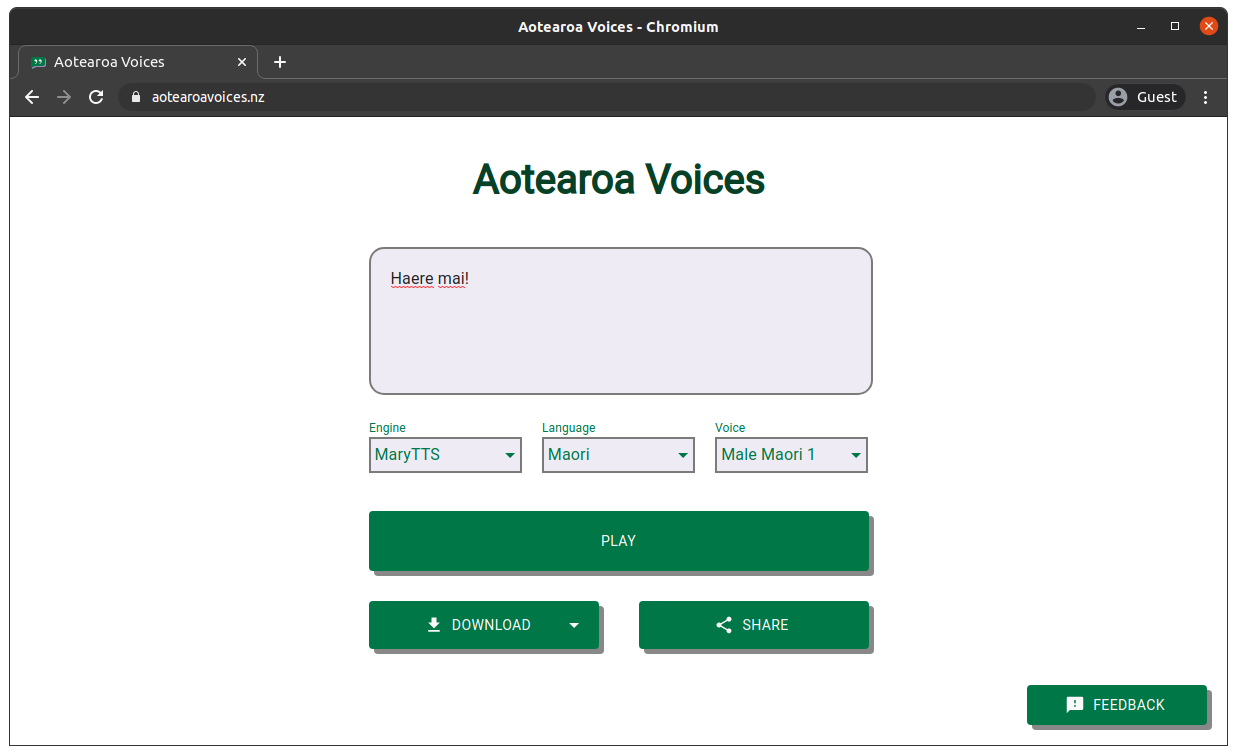 Aotearoa Voices - Chromium
Aotearoa Voices
aotearoavoices.nz
Guest
Aotearoa Voices
Haere mai!
Engine Language Voice
MaryTTS Maori Male Maori 1
PLAY
DOWNLOAD SHARE
FEEDBACK